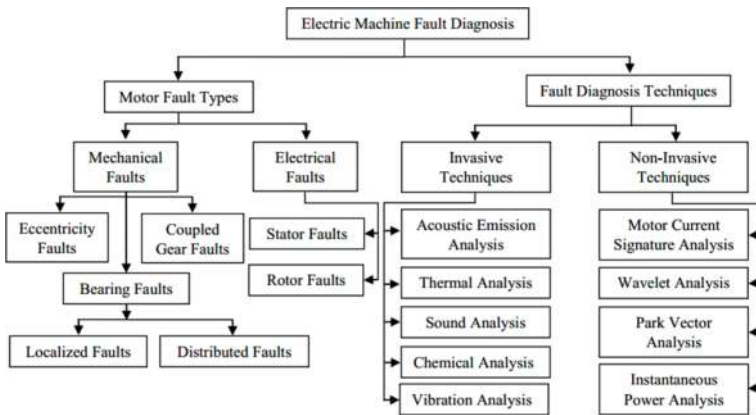 Electric Machine Fault Diagnosis
Motor Fault Types
Fault Diagnosis Techniques
Mechanical
Faults
Electrical
Faults
Invasive
Techniques
Non-Invasive
Techniques
Eccentricity
Faults
Coupled
Gear Faults
Stator Faults
Acoustic Emission
Analysis
Motor Current
Signature Analysis
Bearing Faults
Rotor Faults
Thermal Analysis
Wavelet Analysis
Localized Faults
Distributed Faults
Sound Analysis
Park Vector
Analysis
Chemical Analysis
Vibration Analysis
Instantaneous
Power Analysis